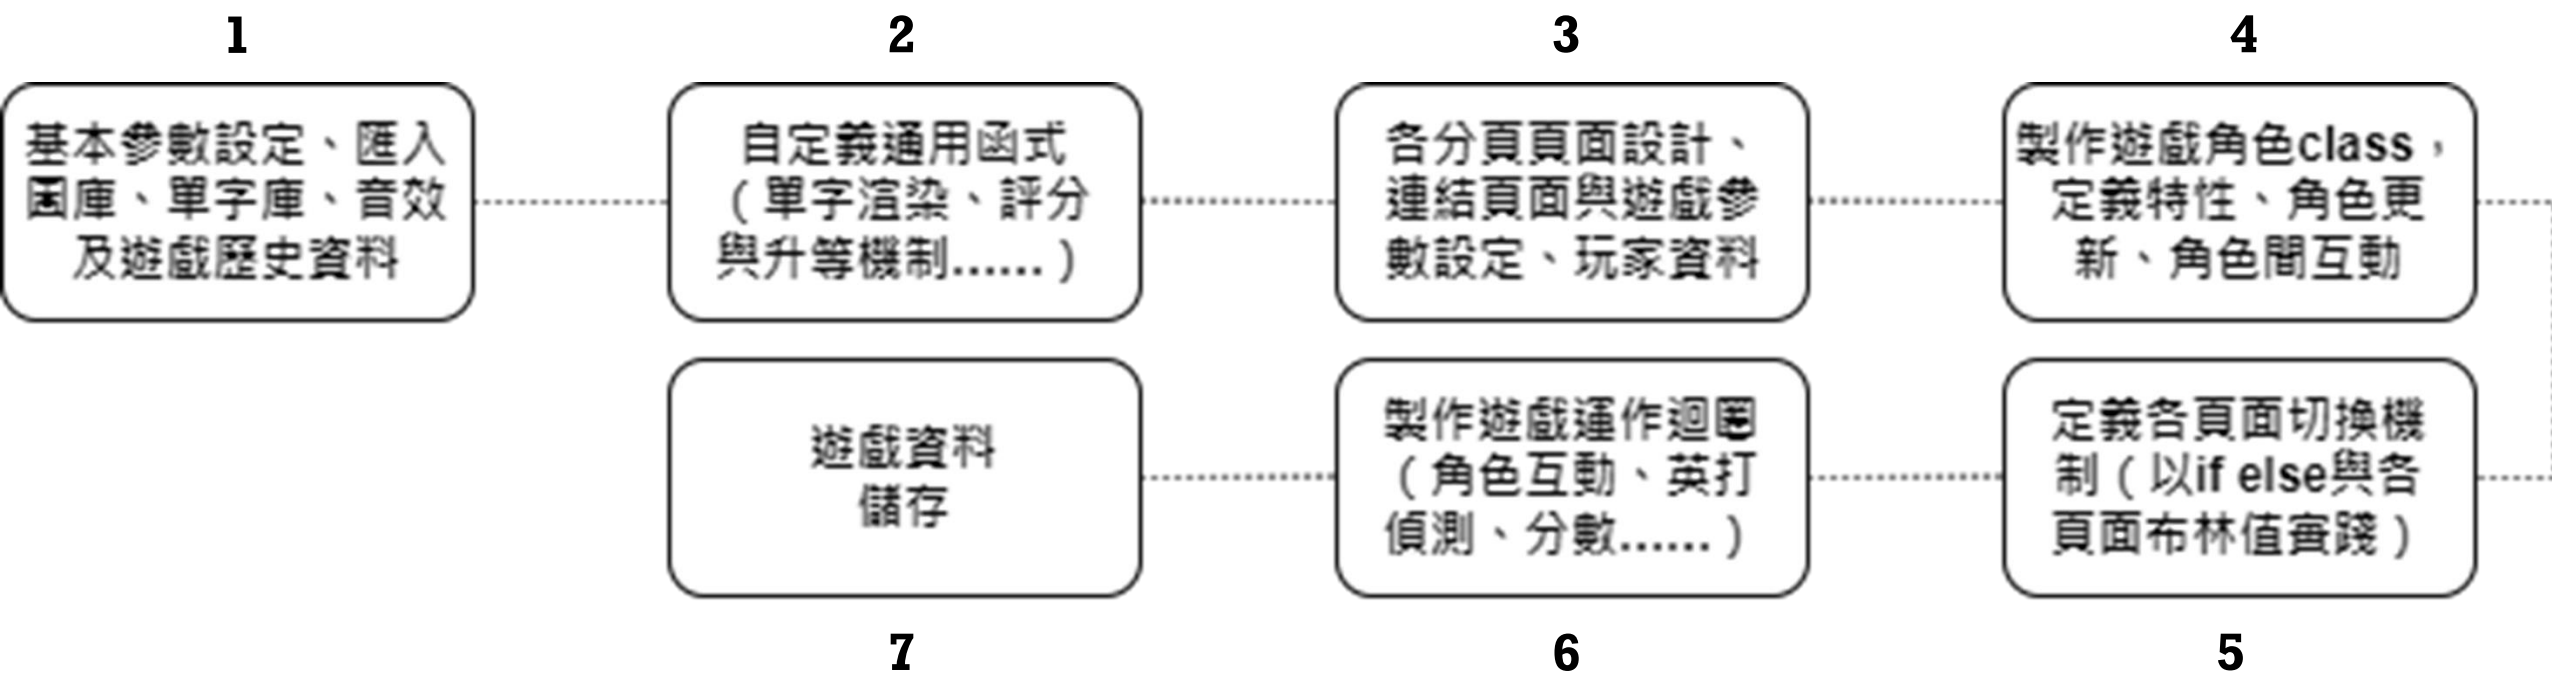 1
基本參數設定、匯入
圖庫、單字庫、音效
及遊戲歷史資料
2
自定義通用函式
（單字渲染、評分
與升等機制......）
3
各分頁頁面設計、
連結頁面與遊戲參
數設定、玩家資料
4
製作遊戲角色class，
定義特性、角色更
新、角色間互動
5
定義各頁面切換機
制（以if else與各
頁面布林值實踐）
6
製作遊戲運作迴圈
（角色互動、英打
偵測、分數......）
7
遊戲資料
儲存